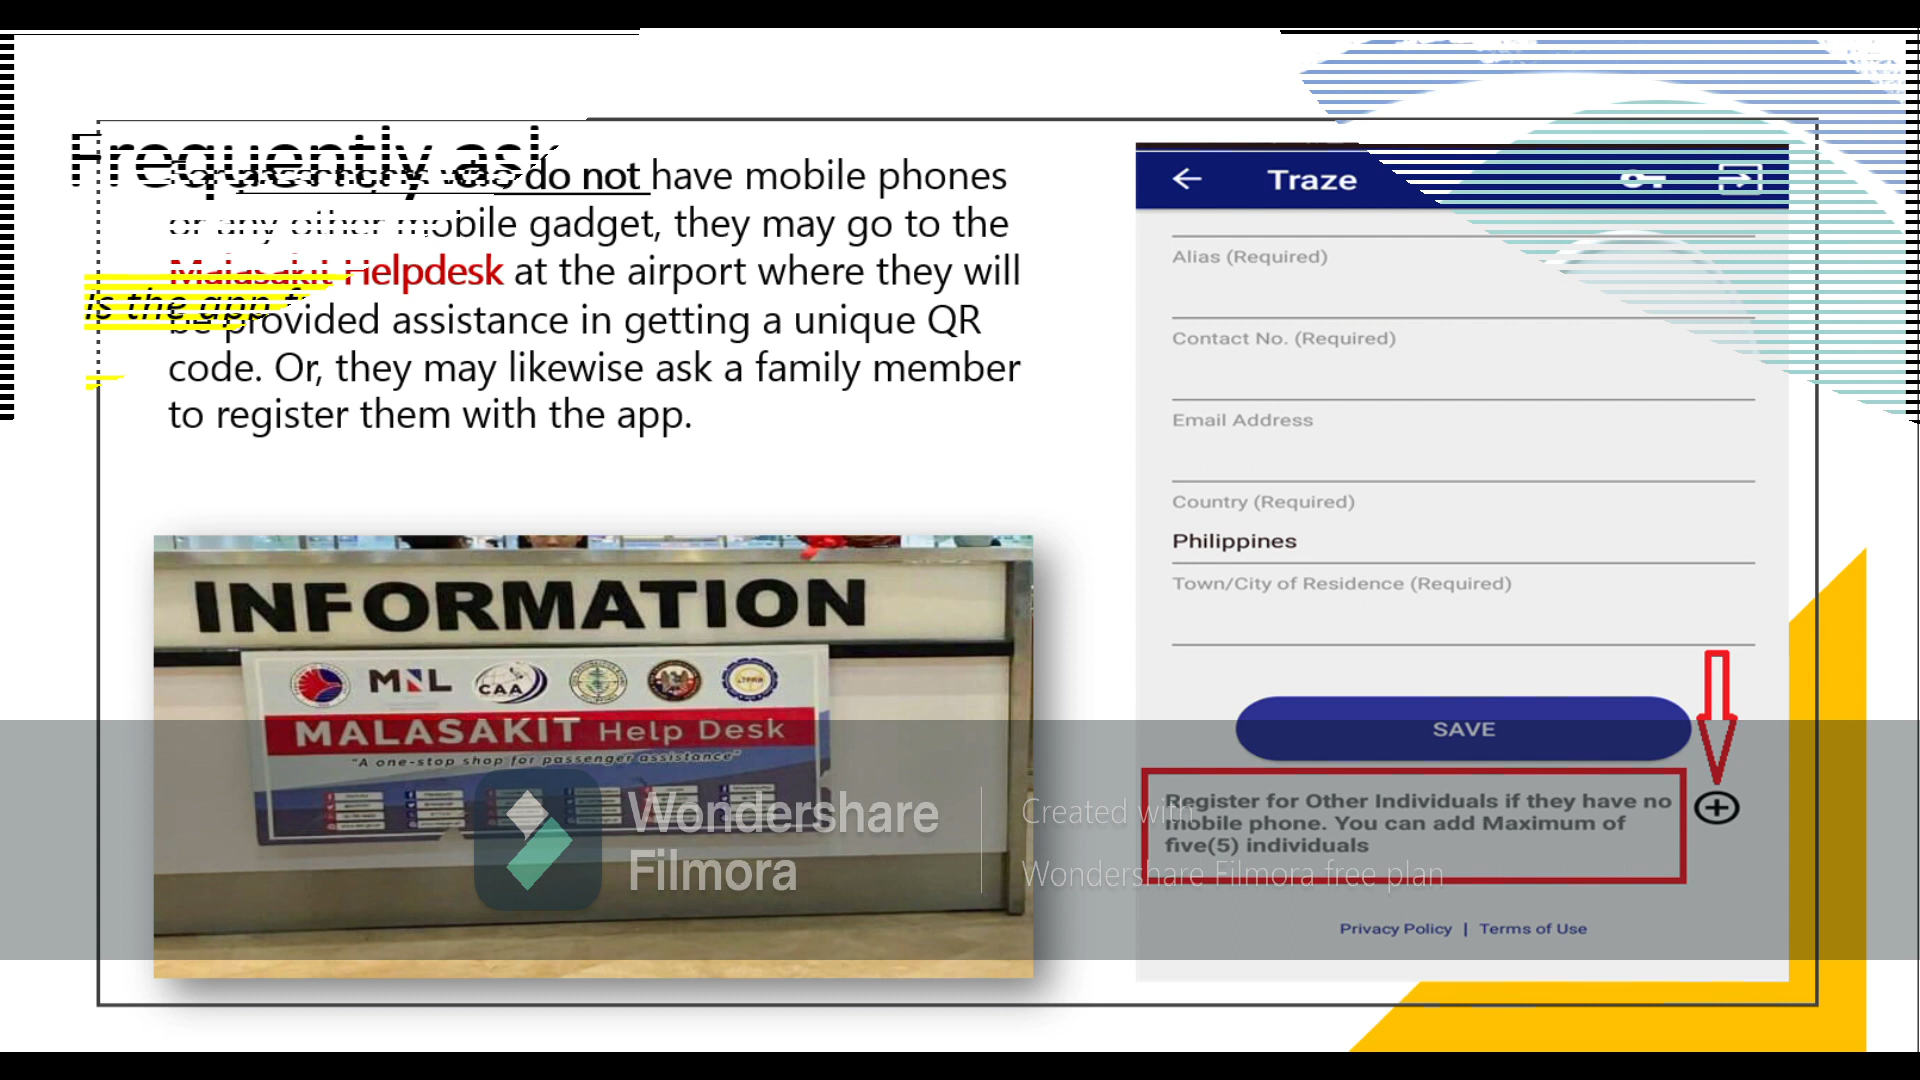 Frequently ask
do not have mobile phones
or any other mobile gadget, they may go to the
Malasakit Helpdesk at the airport where they will
Is the app f
be provided assistance in getting a unique QR
code. Or, they may likewise ask a family member
to register them with the app.
INFORMATION
MNL
CAA
MALASAKIT Help Desk
"A one-stop shop for passenger assistance"
Traze
Alias (Required)
Contact No. (Required)
Email Address
Country (Required)
Philippines
Town/City of Residence (Required)
SAVE
Register for Other Individuals if they have no
mobile phone. You can add Maximum of
five(5) individuals
Privacy Policy | Terms of Use
Wondershare
Filmora
Created with
Wondershare Filmora free plan